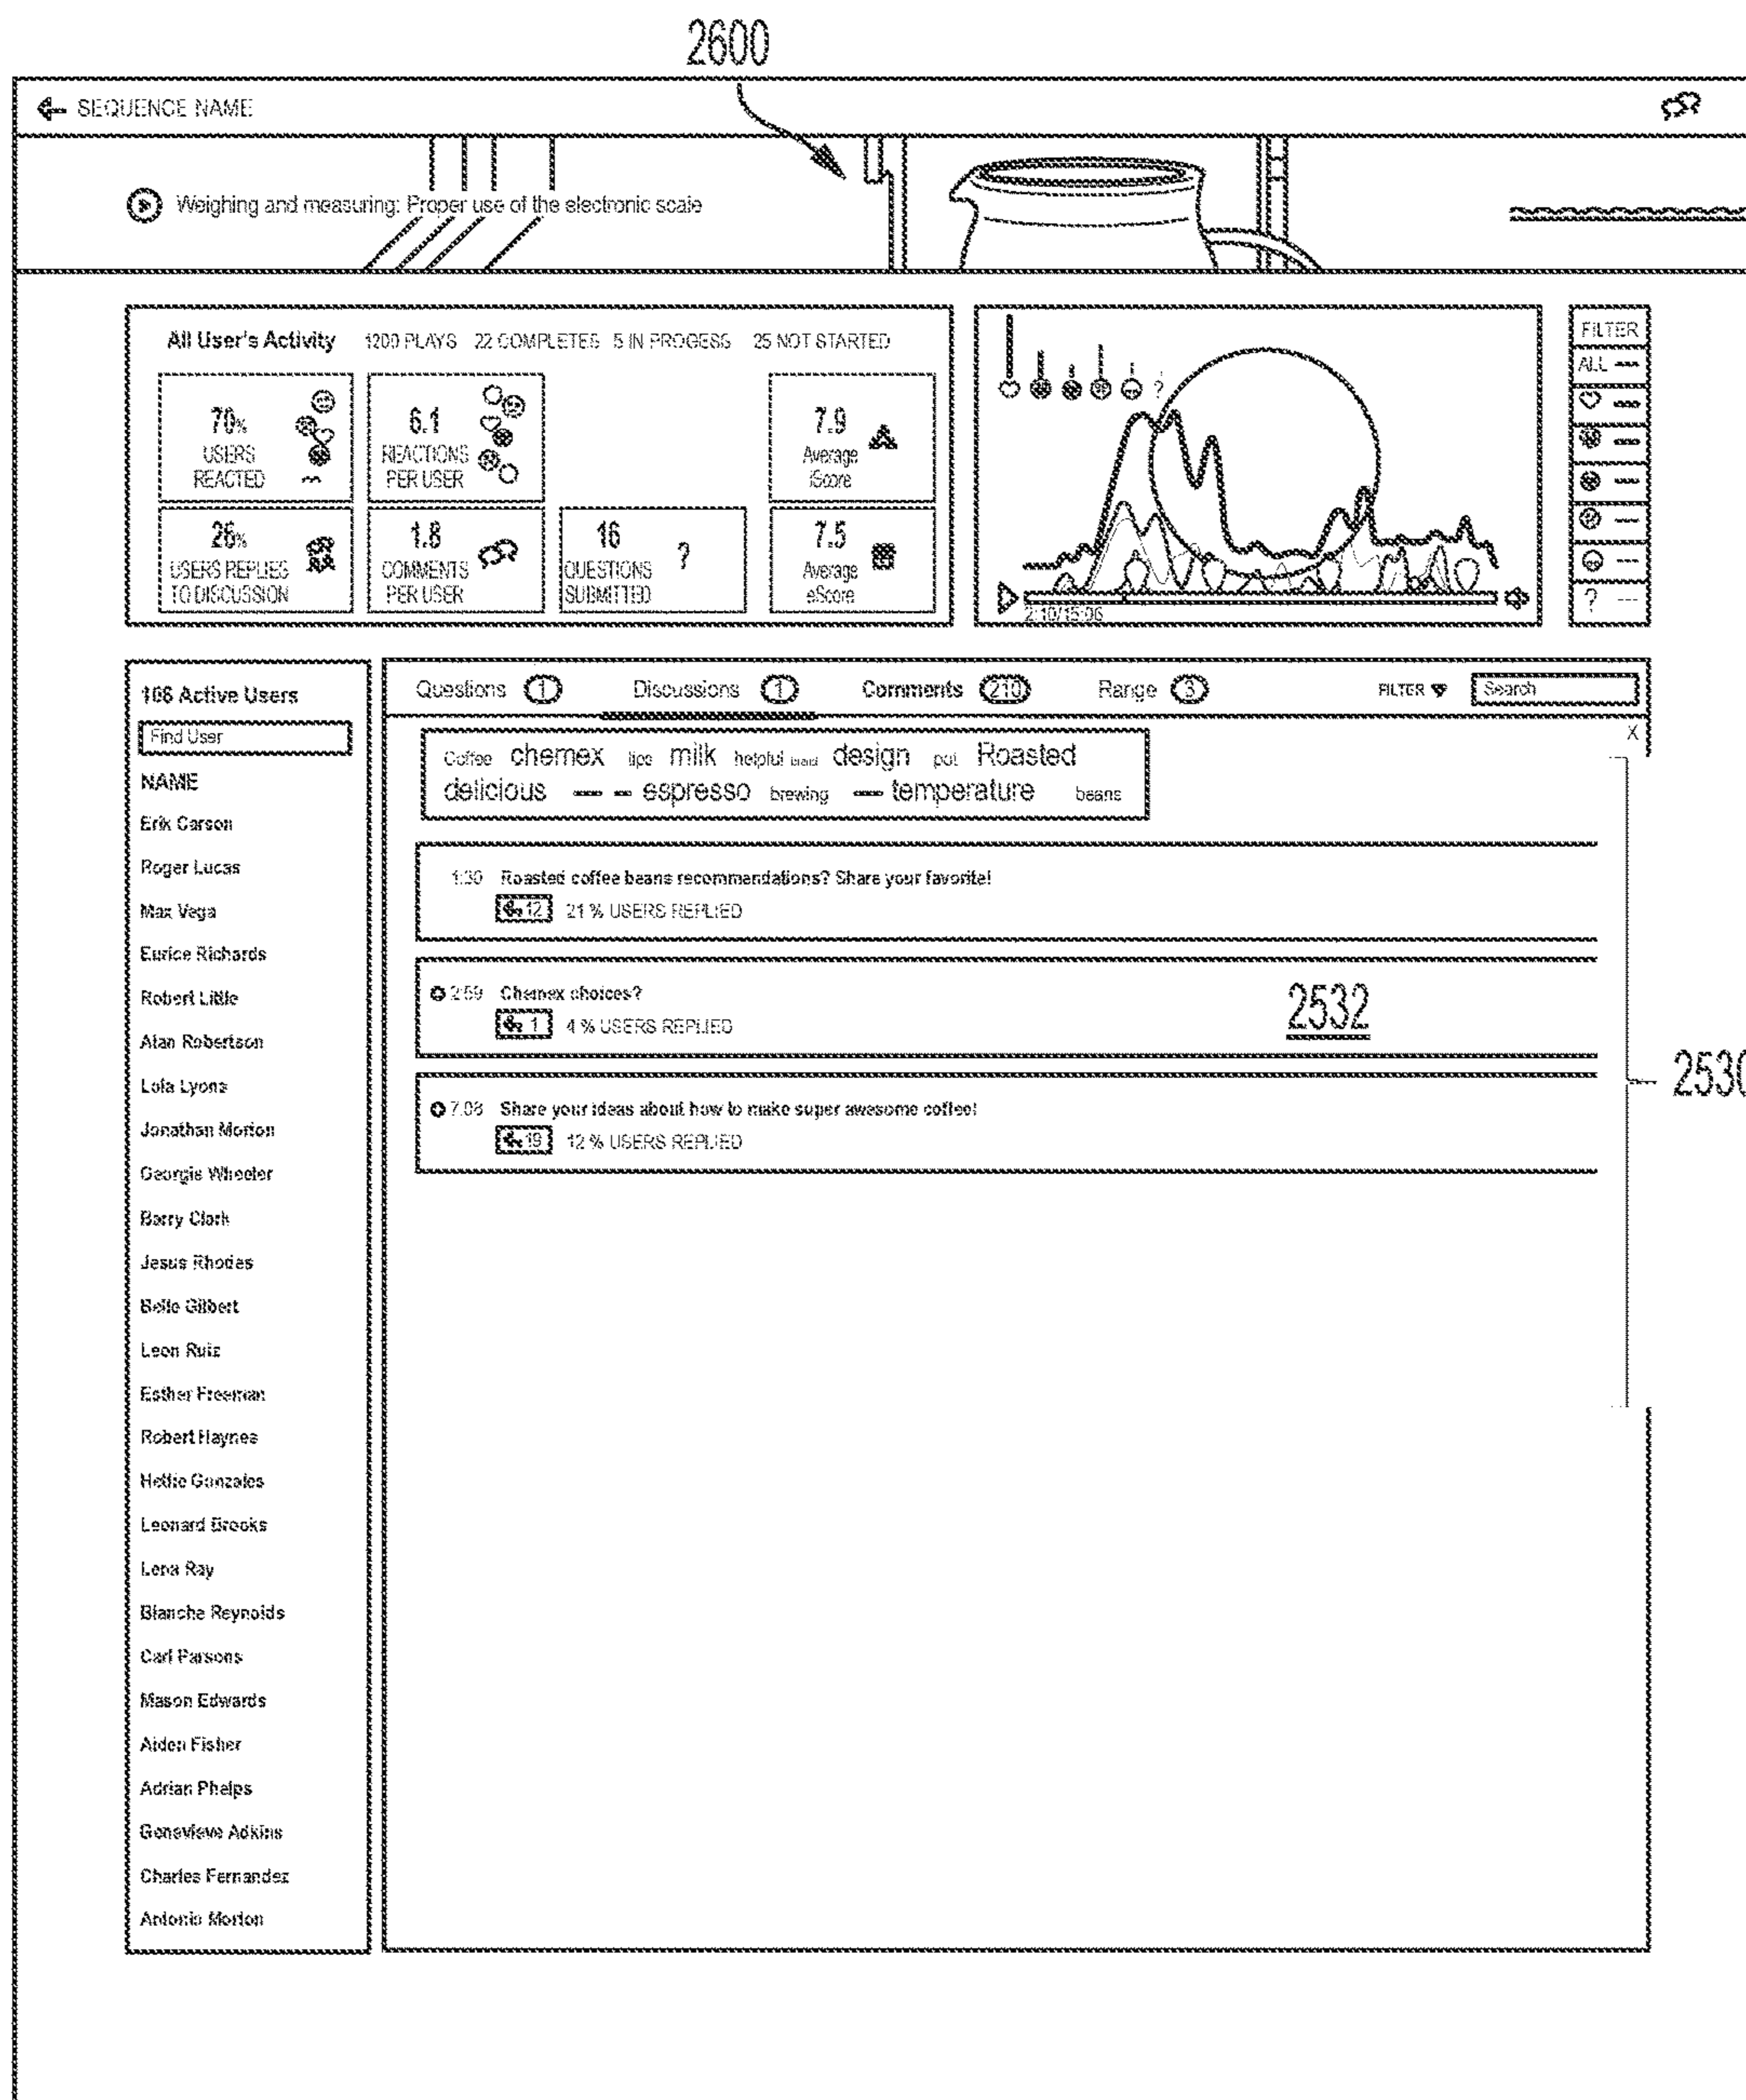 2600
SEQUENCE NAME
Weighing and measuring: Proper use of the electronic scale
All User's Activity 1200 PLAYS 22 COMPLETES 5 IN PROGESS 25 NOT STARTED
70% USERS REACTED
6.1 REACTIONS PER USER
7.9 Average iScore
26% USERS REPLIES TO DISCUSSION
1.8 COMMENTS PER USER
16 QUESTIONS SUBMITTED
?
7.5 Average eScore
?
2:10/15:06
FILTER
ALL
?
168 Active Users
Find User
NAME
Erik Carson
Roger Lucas
Max Vega
Eurice Richards
Robert Little
Alan Robertson
Lola Lyons
Jonathan Morton
Georgie Wheeler
Barry Clark
Jesus Rhodes
Belle Gilbert
Leon Ruiz
Esther Freeman
Robert Haynes
Hettie Gonzales
Leonard Brooks
Lena Ray
Blanche Reynolds
Carl Parsons
Mason Edwards
Aiden Fisher
Adrian Phelps
Genevieve Adkins
Charles Fernandez
Antonio Morton
Questions 1 Discussions 1 Comments 210 Range 3 FILTER Search
X
Coffee chemex tips milk helpful design pot Roasted
delicious espresso brewing temperature beans
1:30 Roasted coffee beans recommendations? Share your favorite!
12 21 % USERS REPLIED
2:59 Chemex choices?
1 4 % USERS REPLIED
2532
7:08 Share your ideas about how to make super awesome coffee!
19 12 % USERS REPLIED
2530